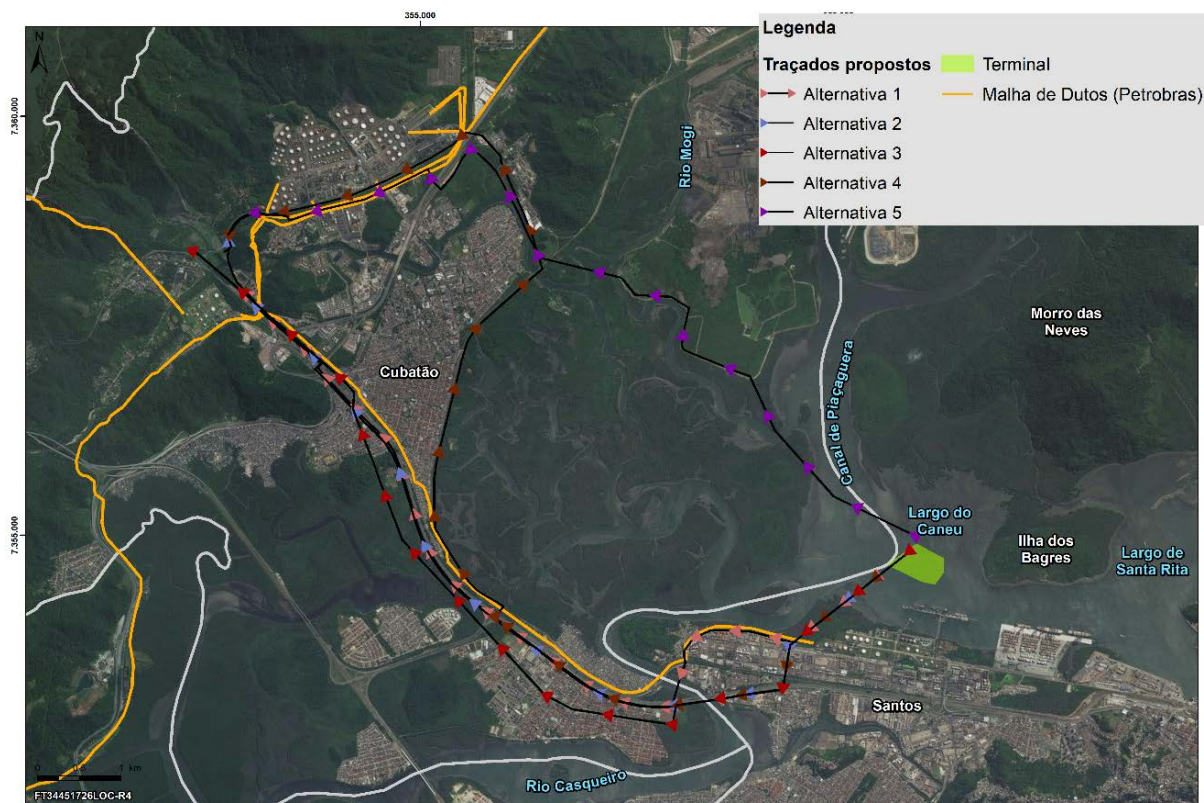 355.000
N
7.360.000
7.355.000
Legenda
Traçados propostos
Alternativa 1
Alternativa 2
Alternativa 3
Alternativa 4
Alternativa 5
Terminal
Malha de Dutos (Petrobras)
Rio Mogi
Morro das
Neves
Cubatão
Canal de Piaçaguera
Largo do
Caneu
Ilha dos
Bagres
Largo de
Santa Rita
Santos
Rio Casqueiro
0
1
km
FT34451726LOC-R4